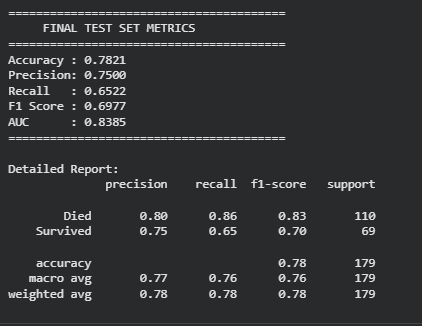 ========================================
FINAL TEST SET METRICS
========================================
Accuracy : 0.7821
Precision: 0.7500
Recall   : 0.6522
F1 Score : 0.6977
AUC      : 0.8385
========================================
Detailed Report:
precision    recall  f1-score   support
Died       0.80      0.86      0.83       110
Survived       0.75      0.65      0.70        69
accuracy                           0.78       179
macro avg       0.77      0.76      0.76       179
weighted avg       0.78      0.78      0.78       179